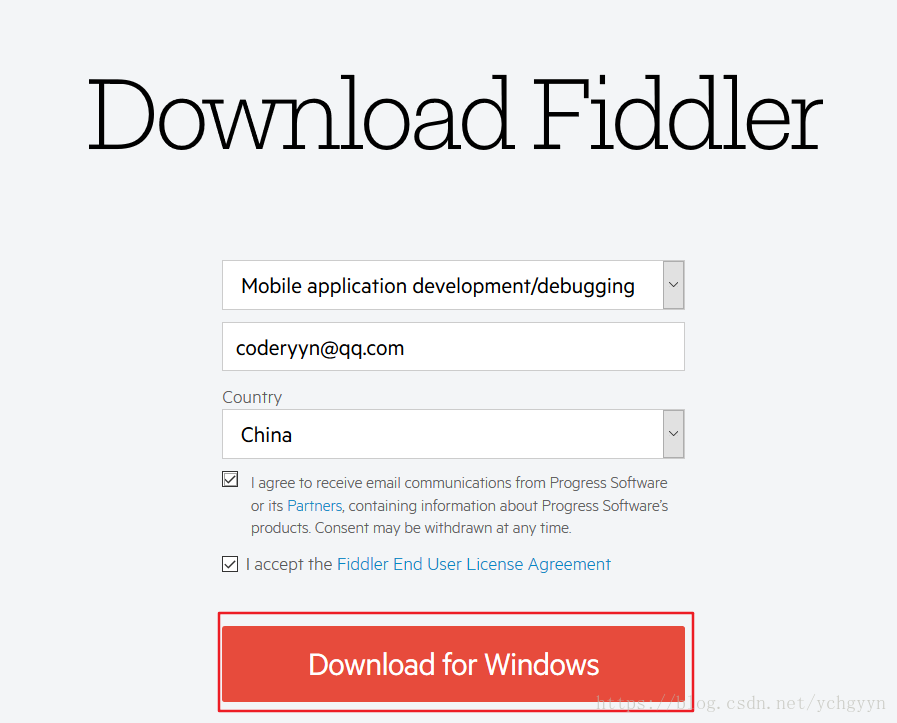 Download Fiddler
Mobile application development/debugging
coderyyn@qq.com
Country
China
I agree to receive email communications from Progress Software
or its Partners, containing information about Progress Software's
products. Consent may be withdrawn at any time.
I accept the Fiddler End User License Agreement
Download for Windows
https://blog.csdn.net/ychgyyn